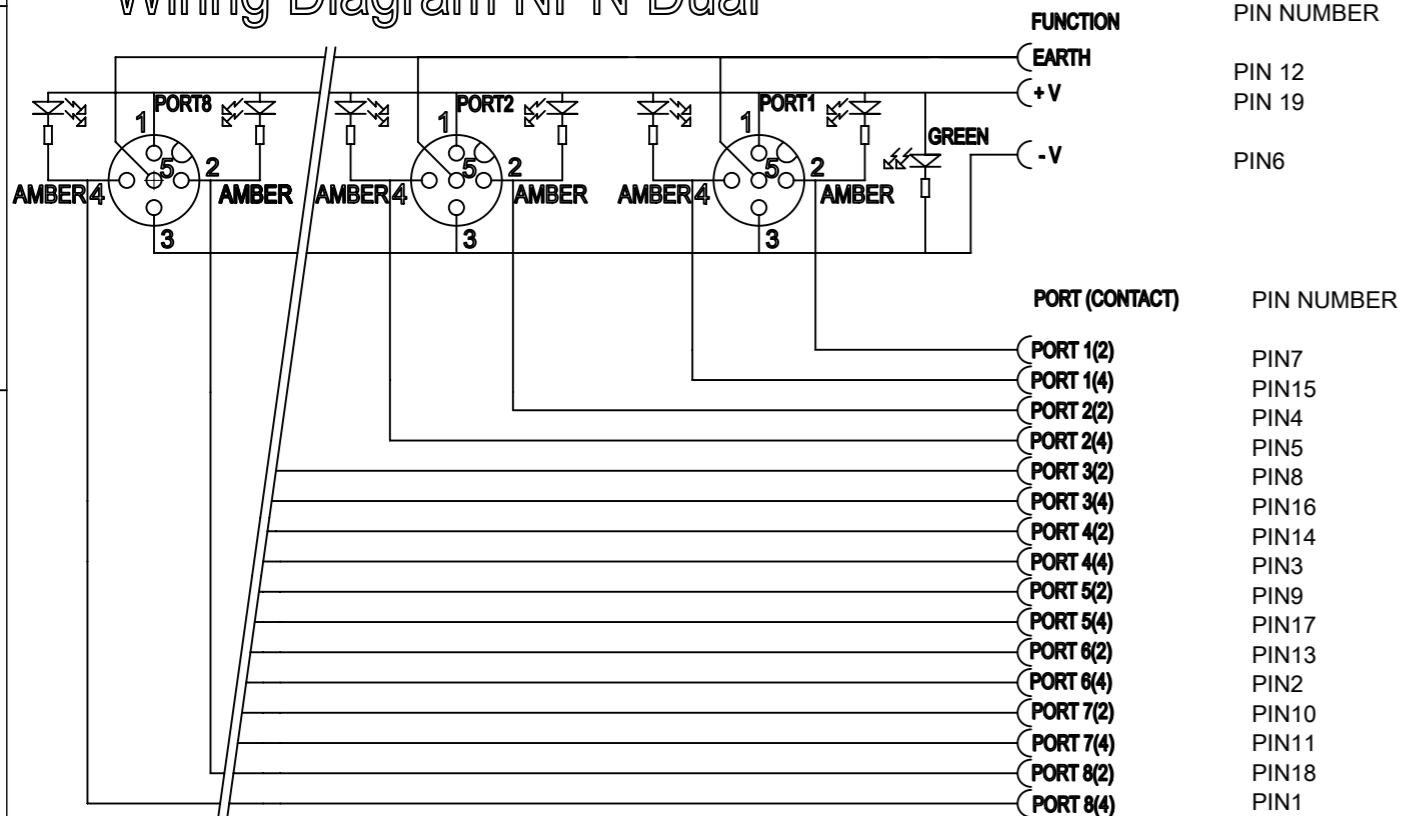 Wiring Diagram NPN Dual
FUNCTION PIN NUMBER
EARTH PIN 12
+V PIN 19
-V PIN6
PORT8 PORT2 PORT1
1 1 1
GREEN
5 2 5 2 5 2
AMBER 4 AMBER AMBER 4 AMBER AMBER 4 AMBER
3 3 3
PORT (CONTACT) PIN NUMBER
PORT 1(2) PIN7
PORT 1(4) PIN15
PORT 2(2) PIN4
PORT 2(4) PIN5
PORT 3(2) PIN8
PORT 3(4) PIN16
PORT 4(2) PIN14
PORT 4(4) PIN3
PORT 5(2) PIN9
PORT 5(4) PIN17
PORT 6(2) PIN13
PORT 6(4) PIN2
PORT 7(2) PIN10
PORT 7(4) PIN11
PORT 8(2) PIN18
PORT 8(4) PIN1